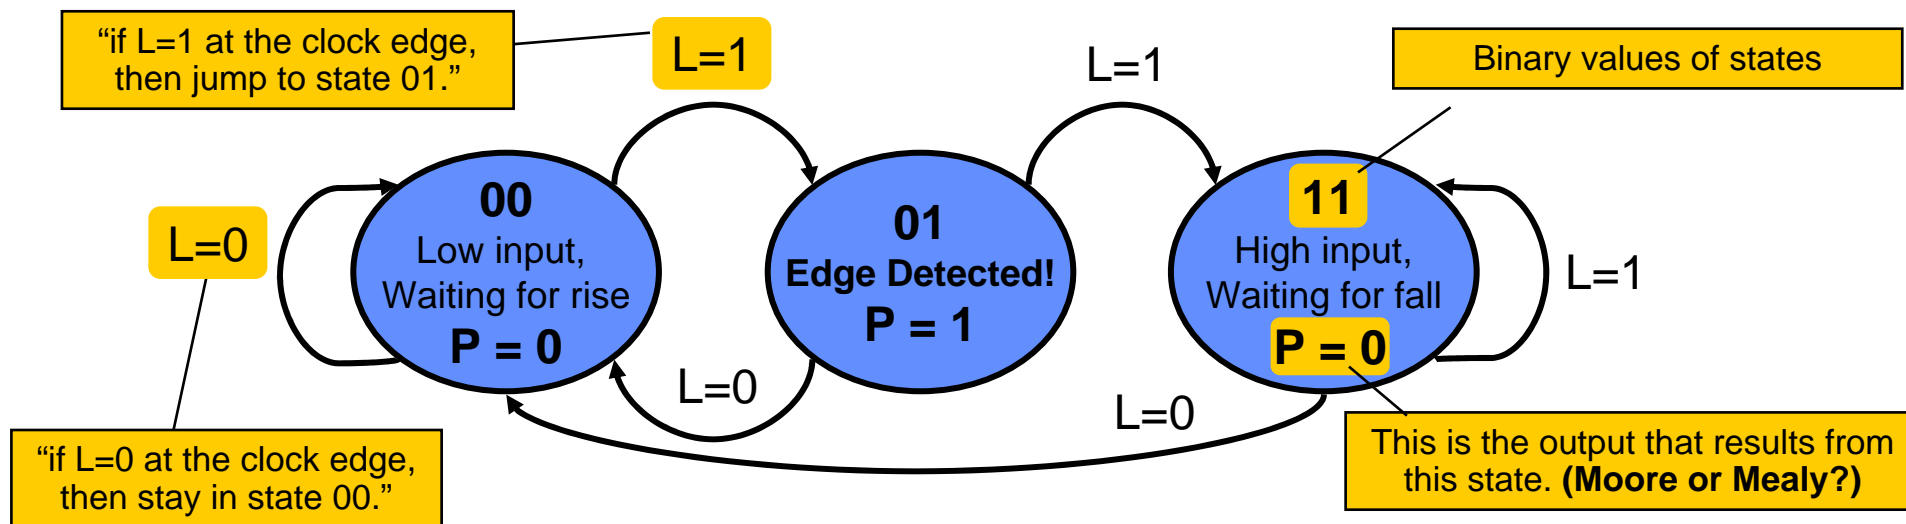 “if L=1 at the clock edge,
then jump to state 01.”
L=1
L=1
Binary values of states
L=0
00
Low input,
Waiting for rise
P = 0
01
Edge Detected!
P = 1
11
High input,
Waiting for fall
P = 0
L=1
L=0
L=0
“if L=0 at the clock edge,
then stay in state 00.”
This is the output that results from
this state. (Moore or Mealy?)